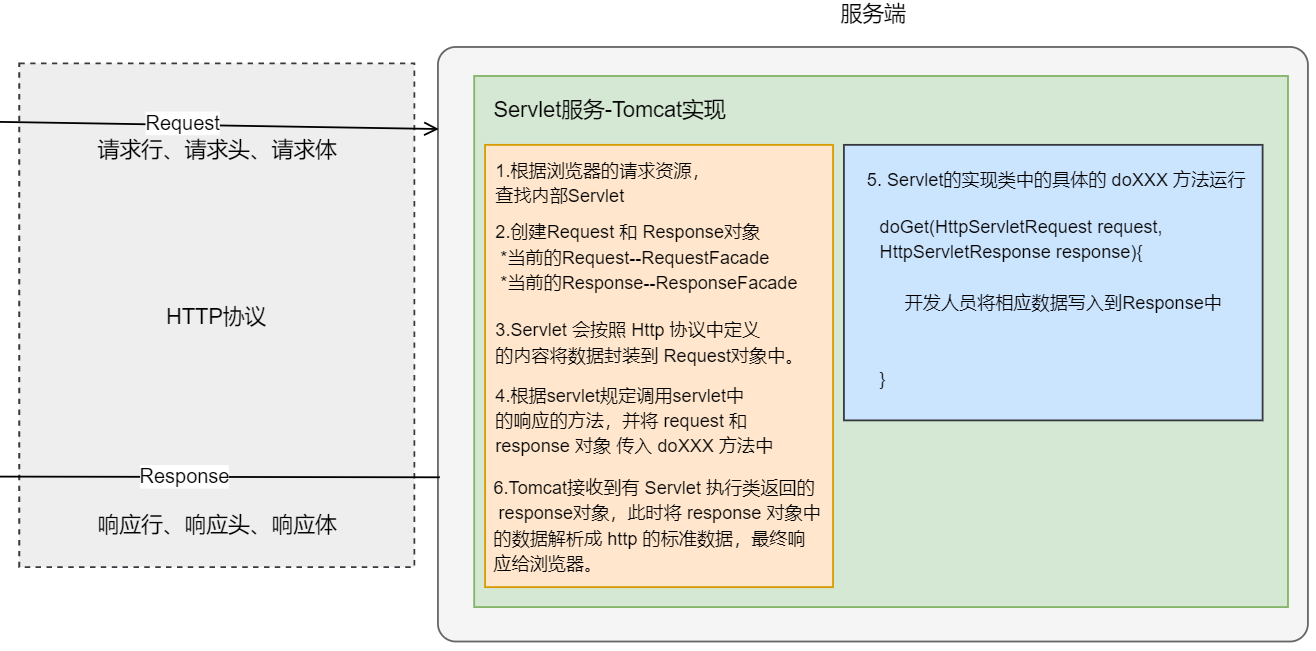 服务端
Request
请求行、请求头、请求体
HTTP协议
Response
响应行、响应头、响应体
Servlet服务-Tomcat实现
1.根据浏览器的请求资源，
查找内部Servlet
2.创建Request 和 Response对象
*当前的Request--RequestFacade
*当前的Response--ResponseFacade
3.Servlet 会按照 Http 协议中定义
的内容将数据封装到 Request对象中。
4.根据servlet规定调用servlet中
的响应的方法，并将 request 和
response 对象 传入 doXXX 方法中
6.Tomcat接收到有 Servlet 执行类返回的
response对象，此时将 response 对象中
的数据解析成 http 的标准数据，最终响
应给浏览器。
5. Servlet的实现类中的具体的 doXXX 方法运行
doGet(HttpServletRequest request,
HttpServletResponse response){
开发人员将相应数据写入到Response中
}